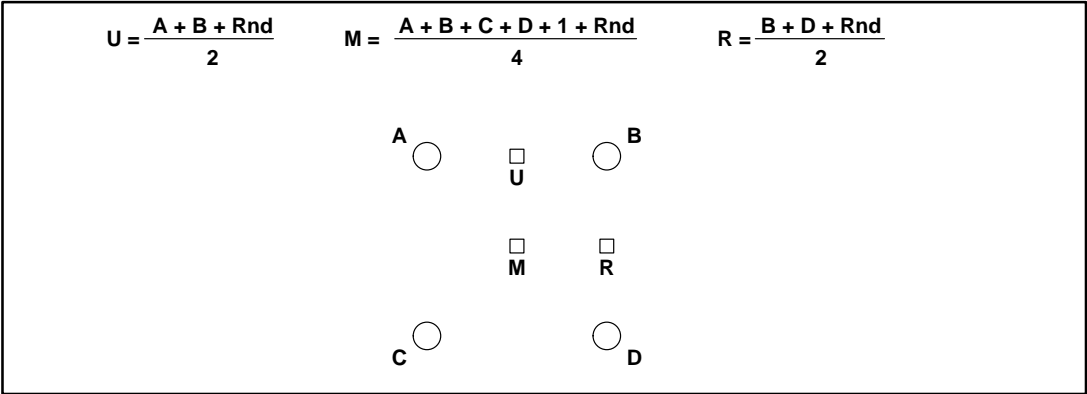 U = A + B + Rnd / 2 M = A + B + C + D + 1 + Rnd / 4 R = B + D + Rnd / 2
A B
U
M R
C D